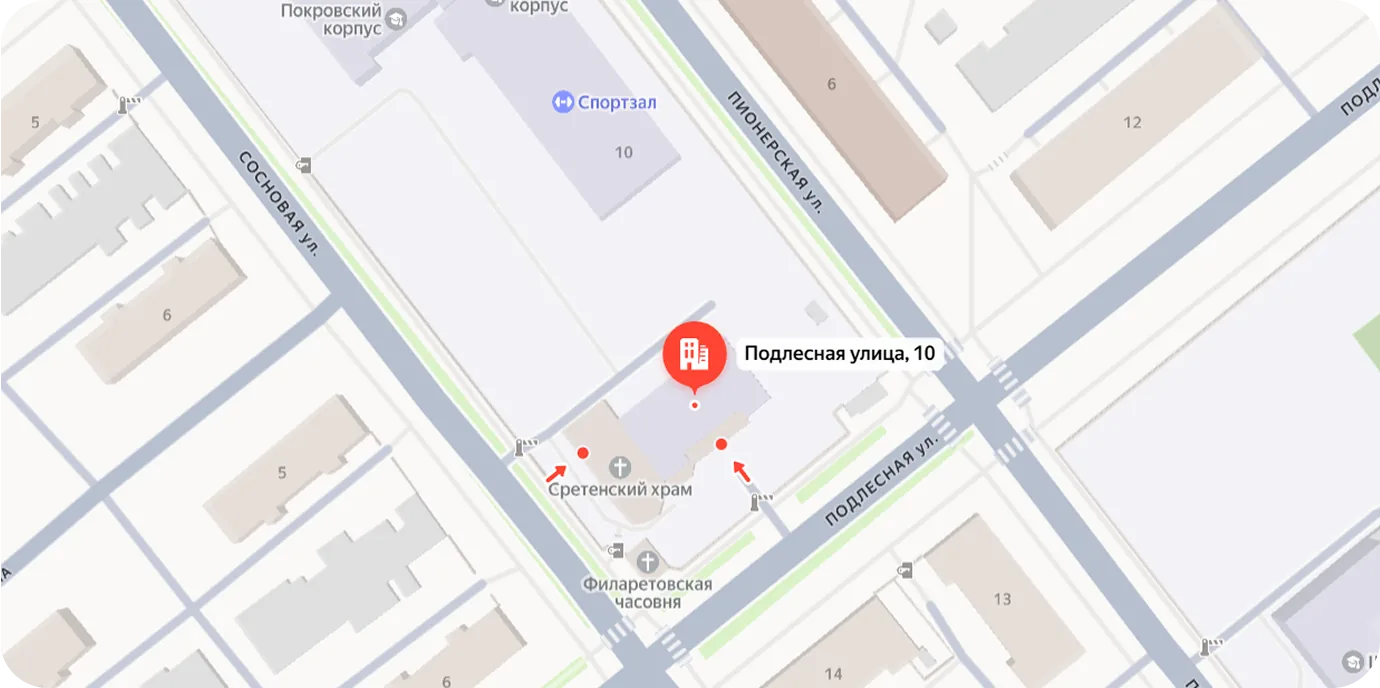 Покровский
корпус
корпус
Спортзал
10
5
6
12
ПИОНЕРСКАЯ УЛ.
СОСНОВАЯ УЛ.
6
Подлесная улица, 10
5
Сретенский храм
ПОДЛЕСНАЯ УЛ.
Филаретовская
часовня
13
14
6